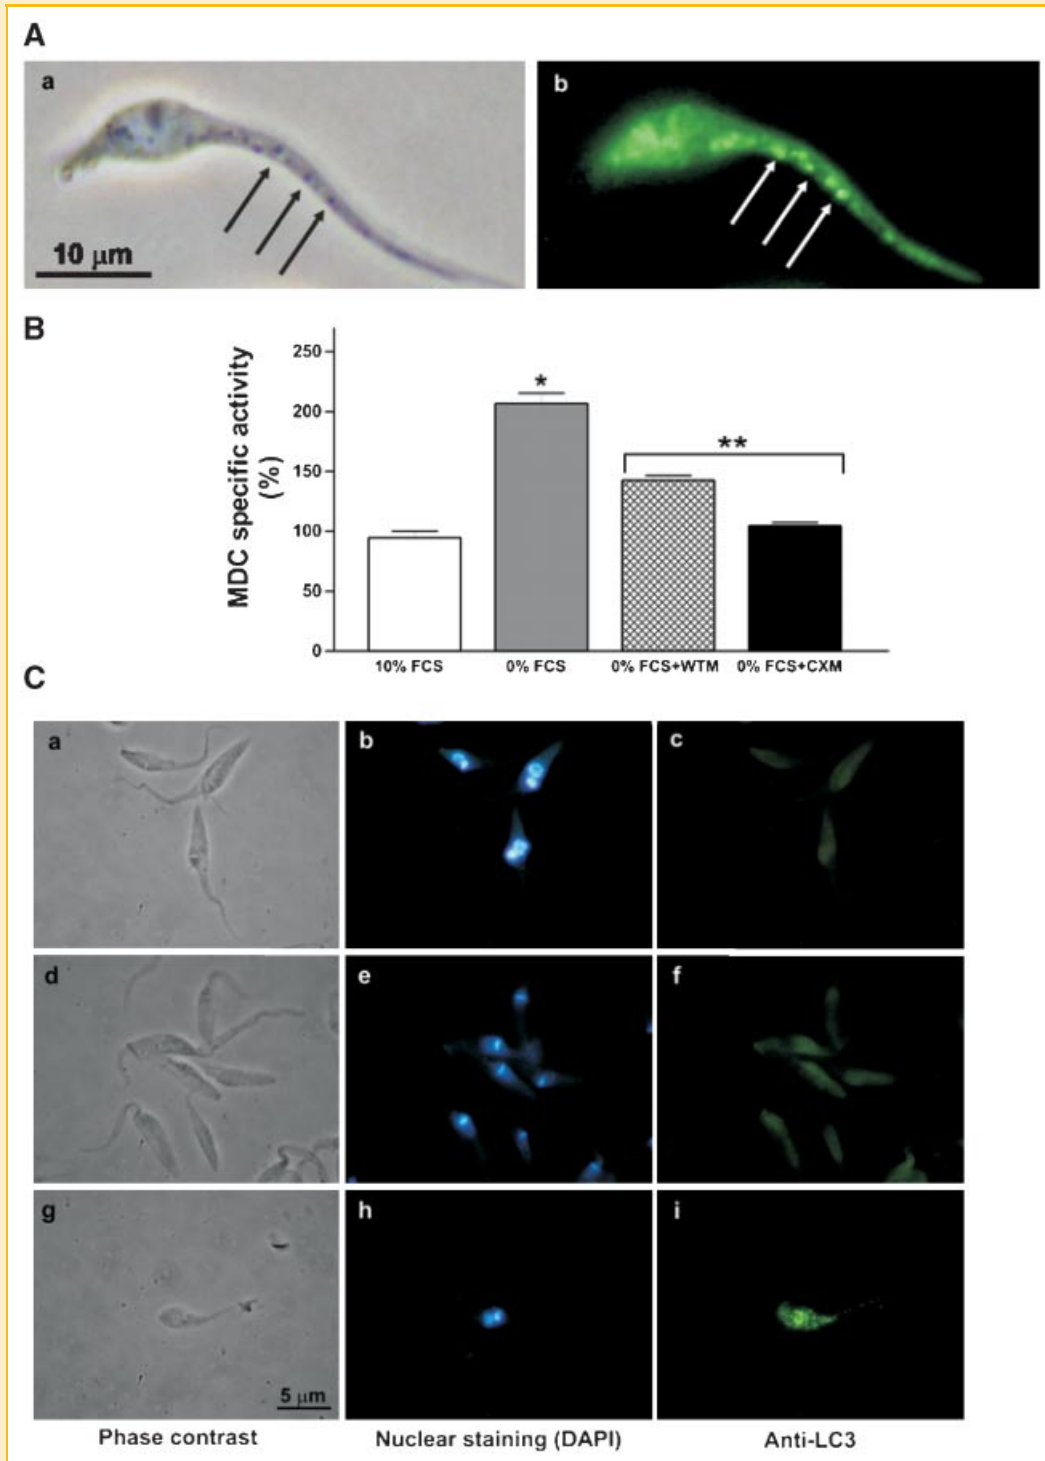 A
a
b
10 µm
B
MDC specific activity
(%)
250
200
150
100
50
0
*
**
10% FCS
0% FCS
0% FCS+WTM
0% FCS+CXM
C
a
b
c
d
e
f
g
h
i
5 µm
Phase contrast
Nuclear staining (DAPI)
Anti-LC3